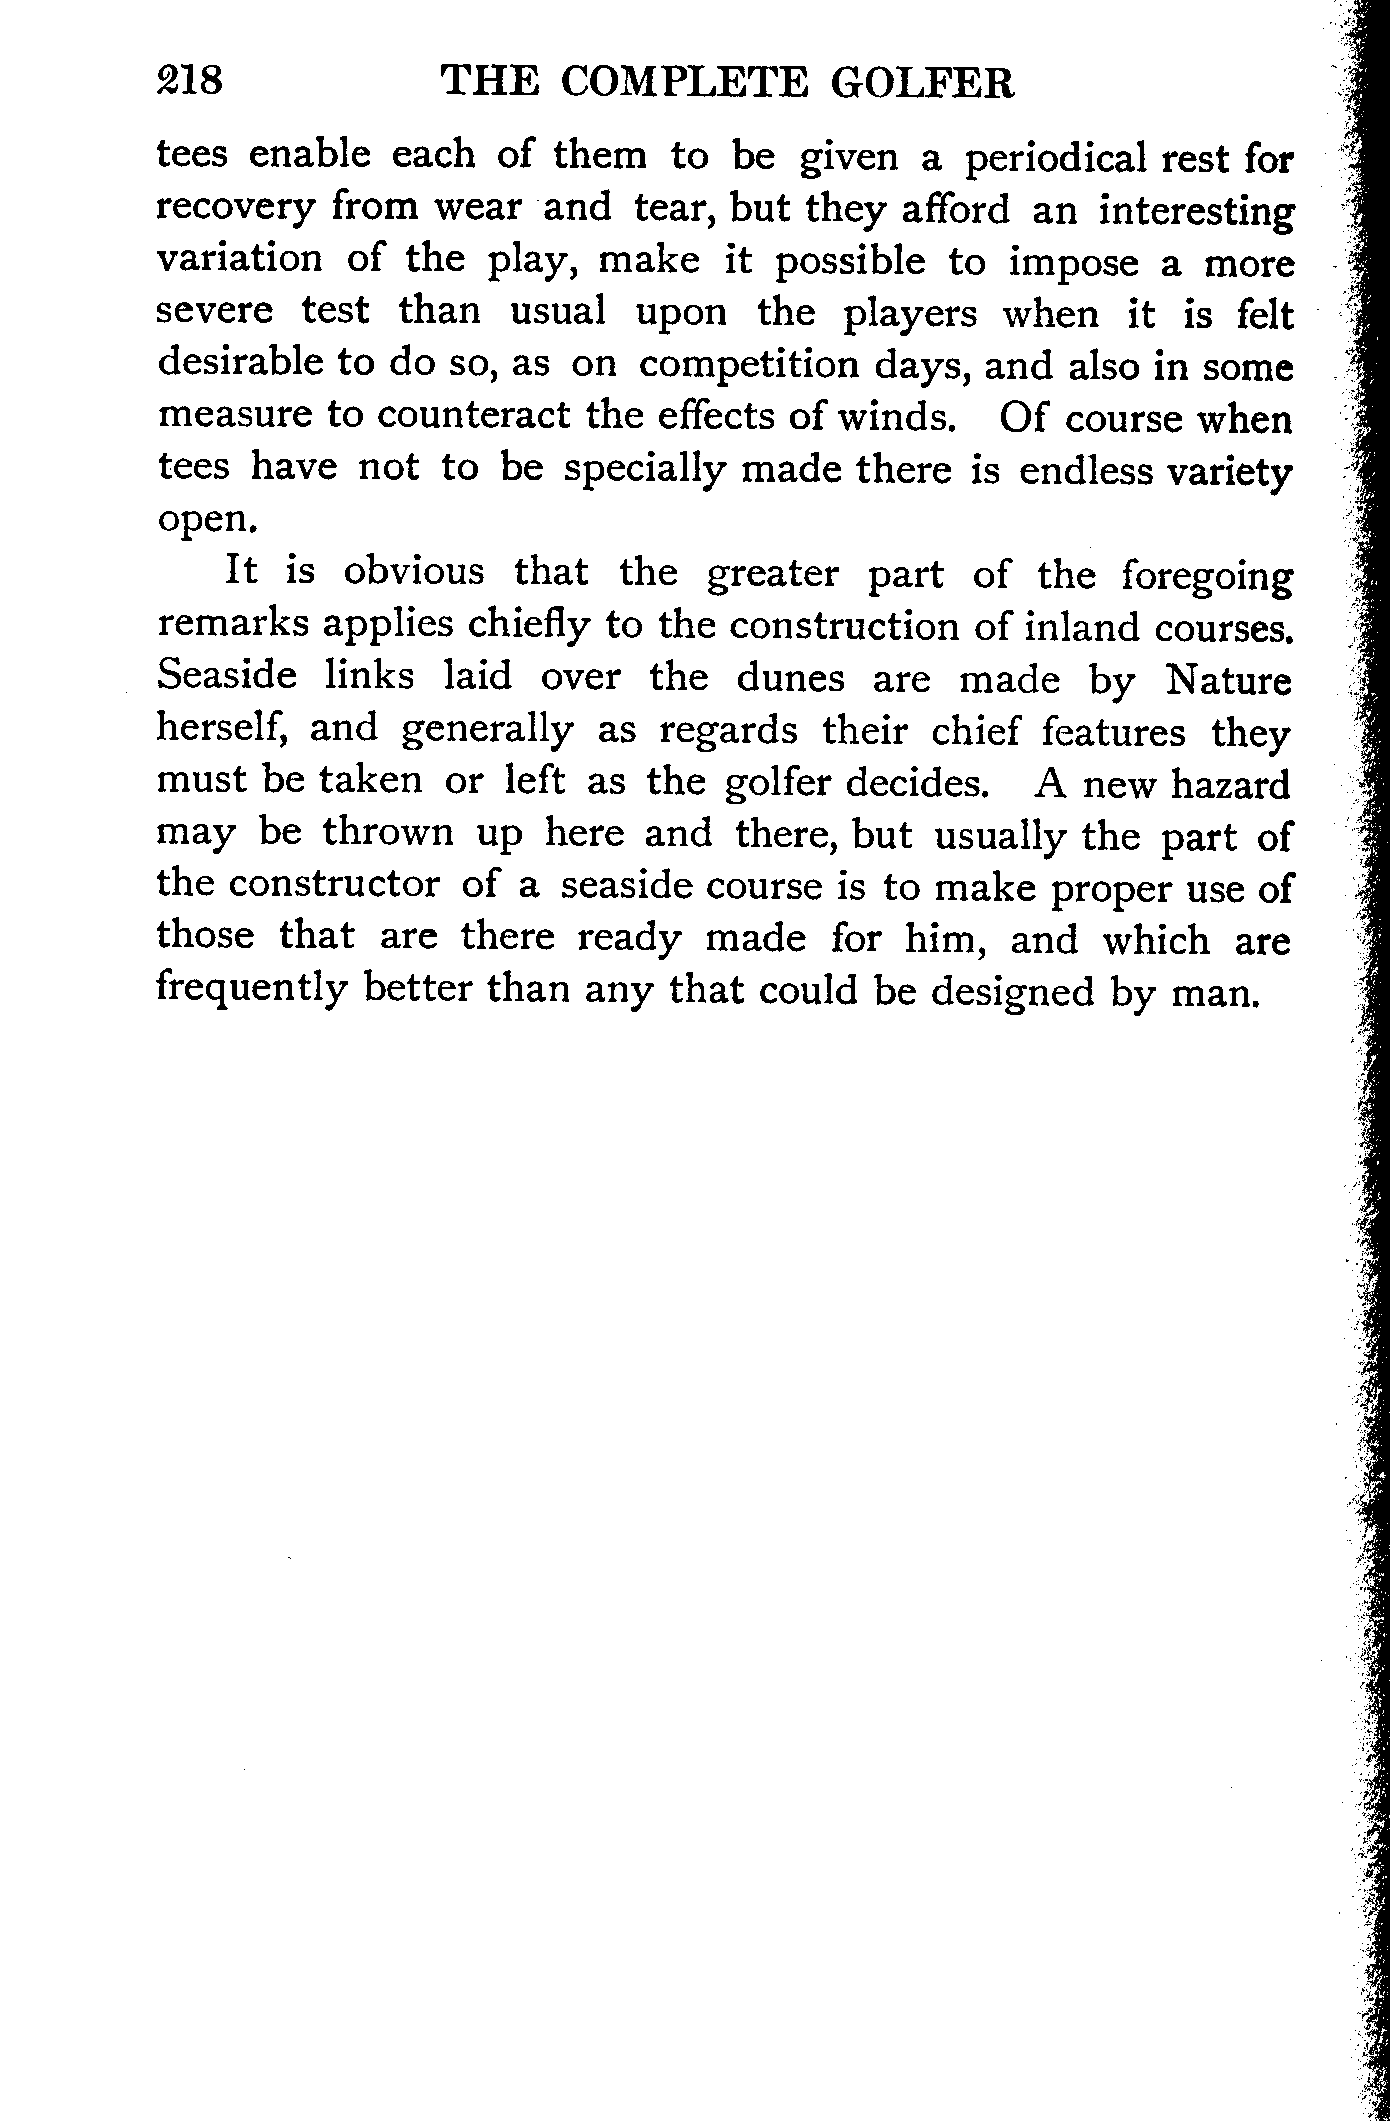 218 THE COMPLETE GOLFER
tees enable each of them to be given a periodical rest for
recovery from wear and tear, but they afford an interesting
variation of the play, make it possible to impose a more
severe test than usual upon the players when it is felt
desirable to do so, as on competition days, and also in some
measure to counteract the effects of winds. Of course when
tees have not to be specially made there is endless variety
open.
It is obvious that the greater part of the foregoing
remarks applies chiefly to the construction of inland courses.
Seaside links laid over the dunes are made by Nature
herself, and generally as regards their chief features they
must be taken or left as the golfer decides. A new hazard
may be thrown up here and there, but usually the part of
the constructor of a seaside course is to make proper use of
those that are there ready made for him, and which are
frequently better than any that could be designed by man.